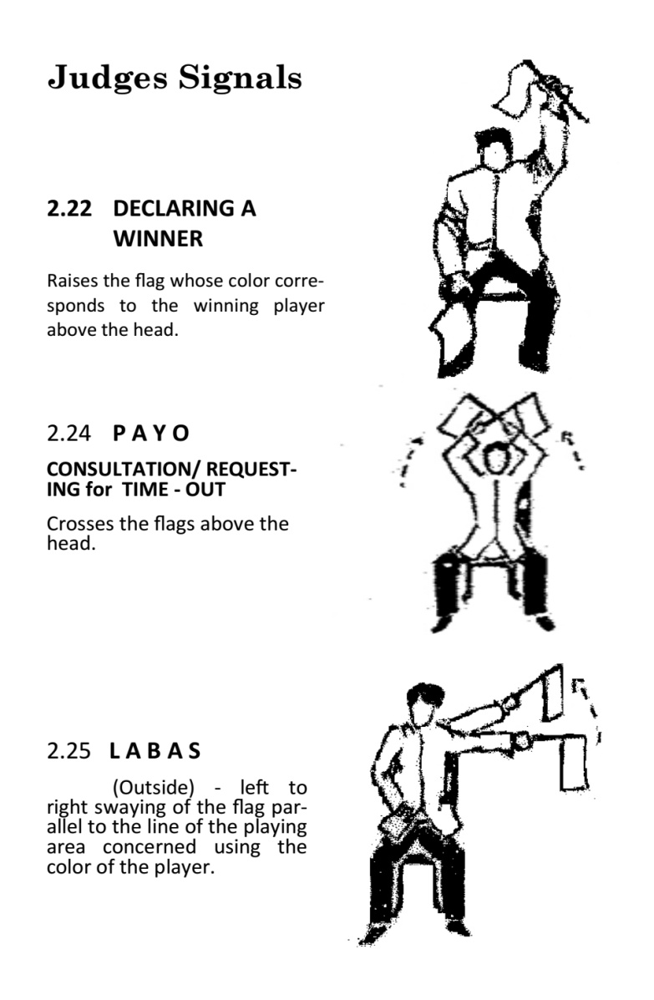 Judges Signals
2.22 DECLARING A
WINNER
Raises the flag whose color corre-
sponds to the winning player
above the head.
2.24 P A Y O
CONSULTATION/ REQUEST-
ING for TIME - OUT
Crosses the flags above the
head.
2.25 L A B A S
(Outside) - left to
right swaying of the flag par-
allel to the line of the playing
area concerned using the
color of the player.